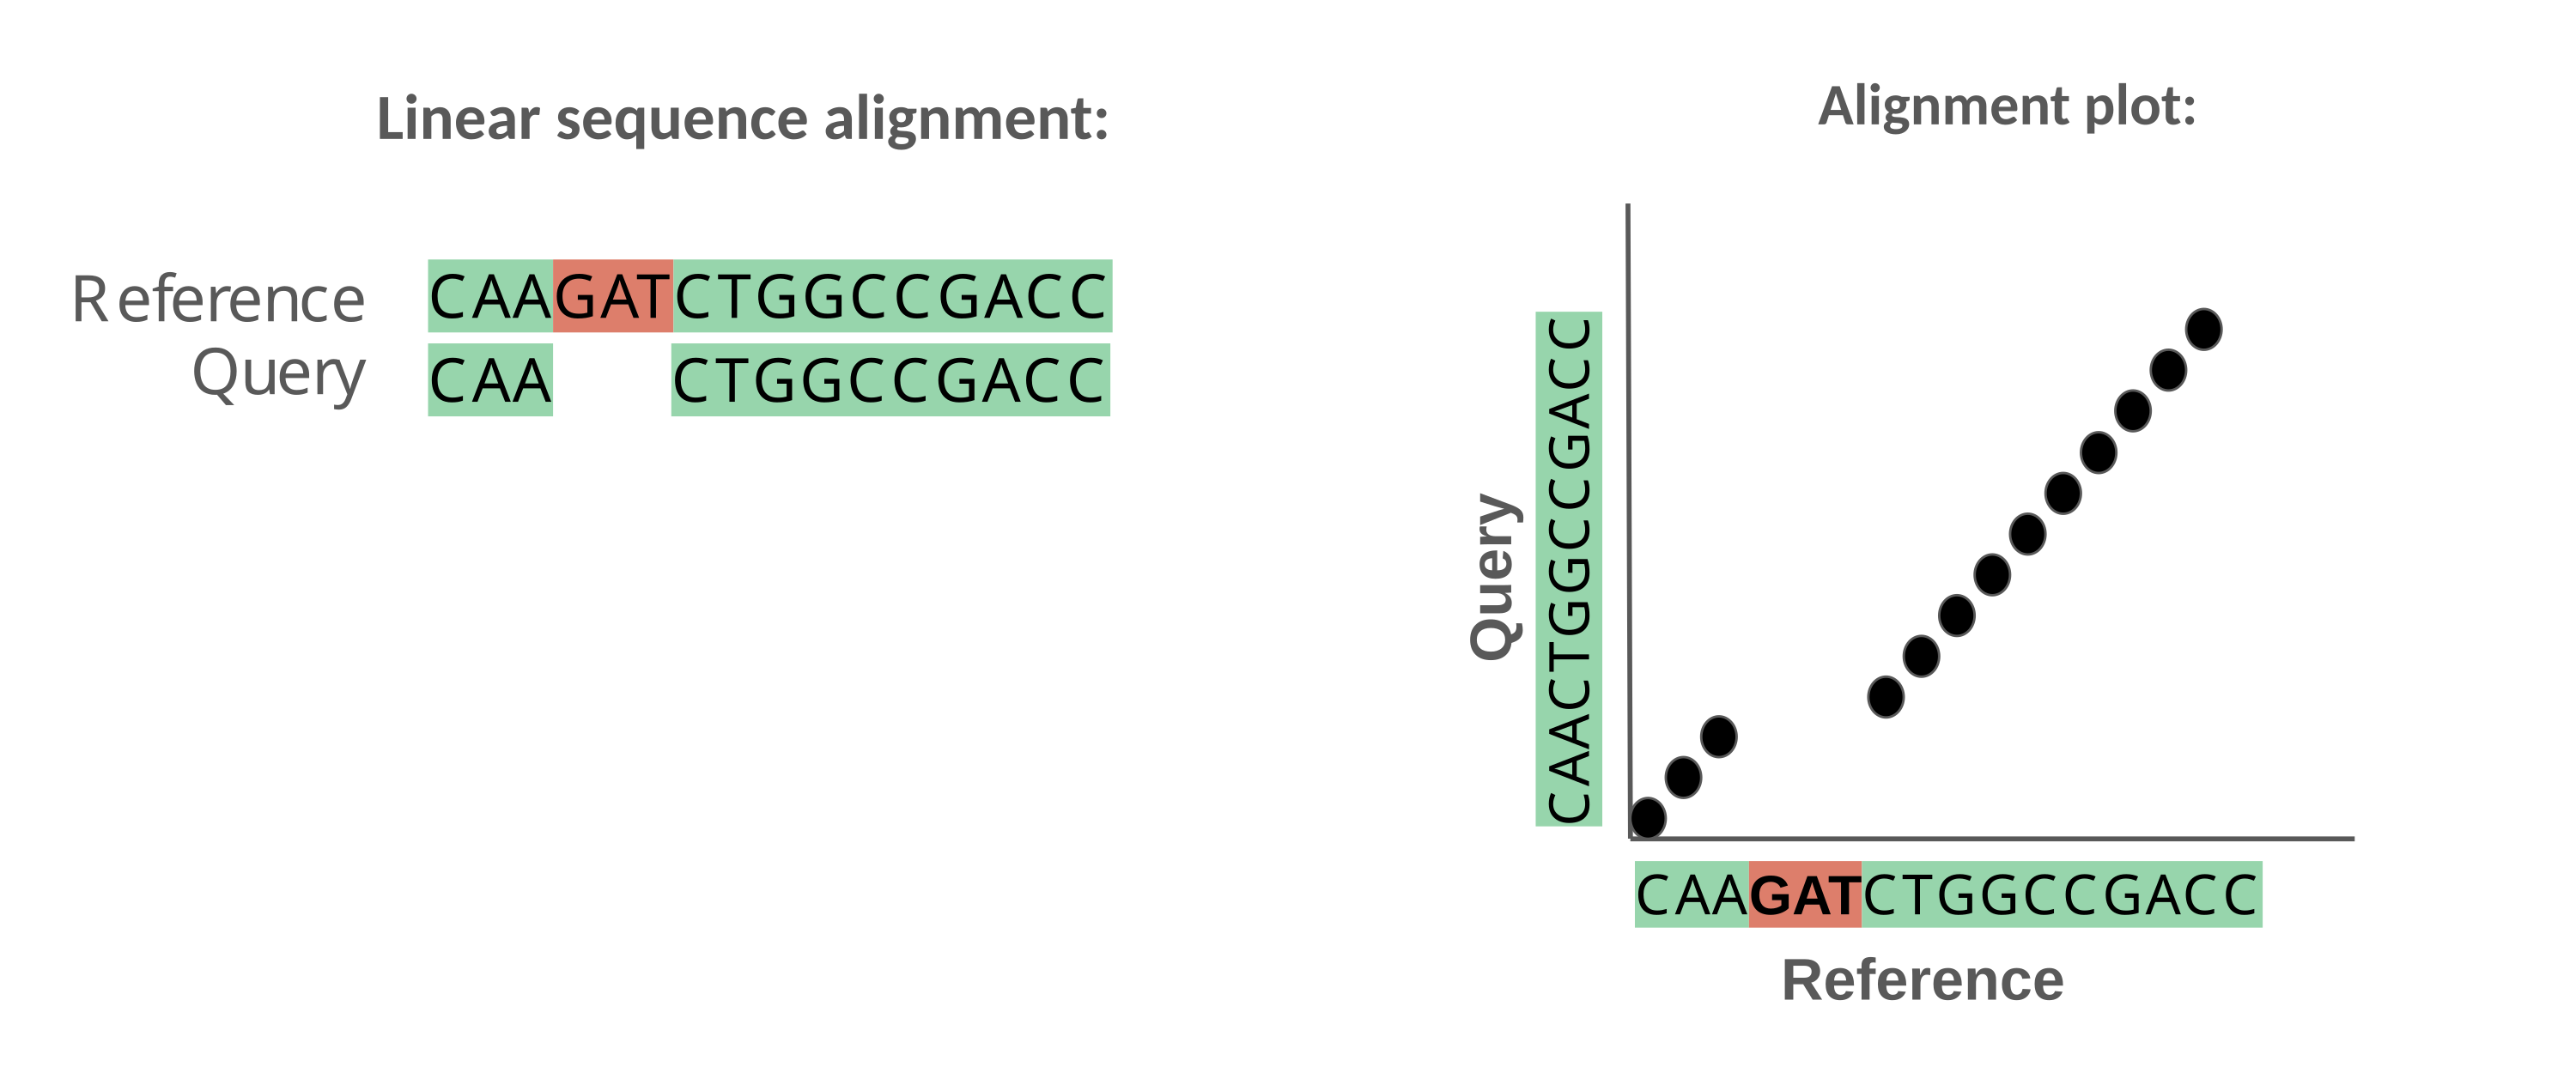 Linear sequence alignment:
Reference CAAGATCTGGCCGACC
Query CAA CTGGCCGACC
Alignment plot:
Query
CAACTGGCCGACC
CAAGATCTGGCCGACC
Reference